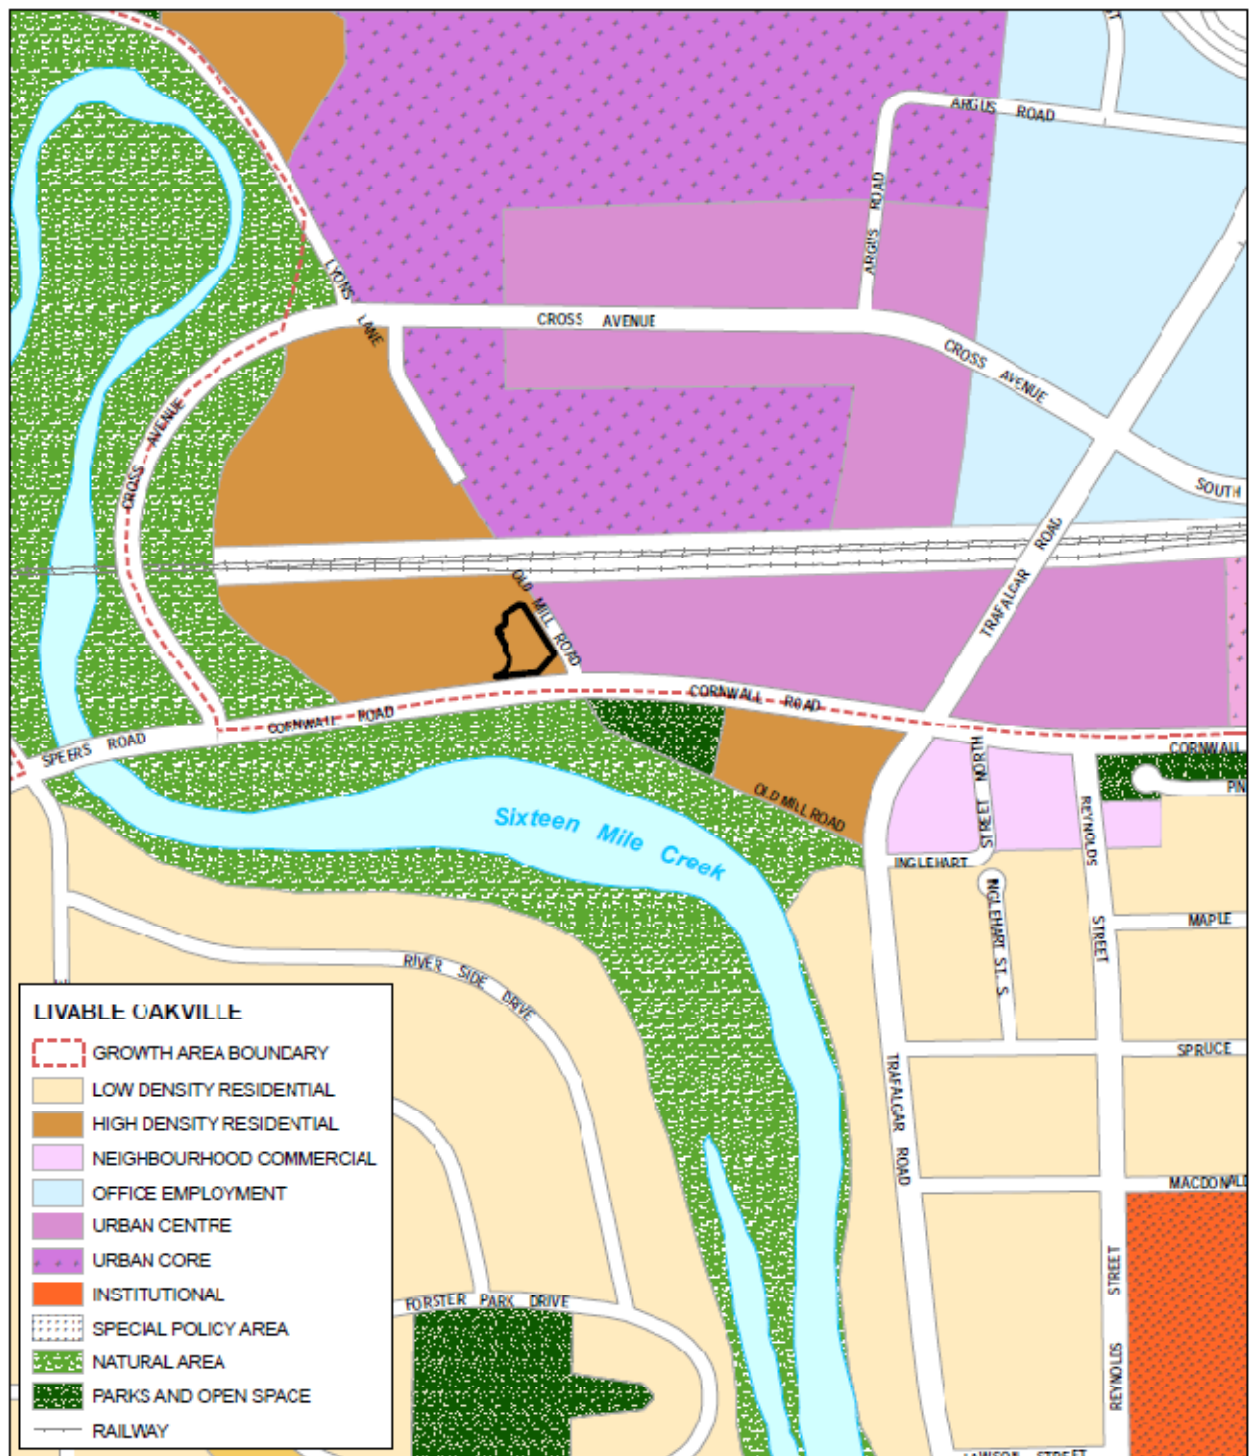 ARGUS ROAD
ARGUS ROAD
LYONS LANE
CROSS AVENUE
CROSS AVENUE
CROSS AVENUE
SOUTH
TRAFALGAR ROAD
OLD MILL ROAD
CORNWALL ROAD
CORNWALL ROAD
SPEERS ROAD
CORNWALL
PIN
STREET NORTH
OLD MILL ROAD
REYNOLDS STREET
INGLEHART
Sixteen Mile Creek
INGLEHART ST. S
MAPLE
RIVER SIDE DRIVE
SPRUCE
TRAFALGAR ROAD
MACDONALD
REYNOLDS STREET
FORSTER PARK DRIVE
LAWSON STREET
LIVABLE OAKVILLE
GROWTH AREA BOUNDARY
LOW DENSITY RESIDENTIAL
HIGH DENSITY RESIDENTIAL
NEIGHBOURHOOD COMMERCIAL
OFFICE EMPLOYMENT
URBAN CENTRE
URBAN CORE
INSTITUTIONAL
SPECIAL POLICY AREA
NATURAL AREA
PARKS AND OPEN SPACE
RAILWAY